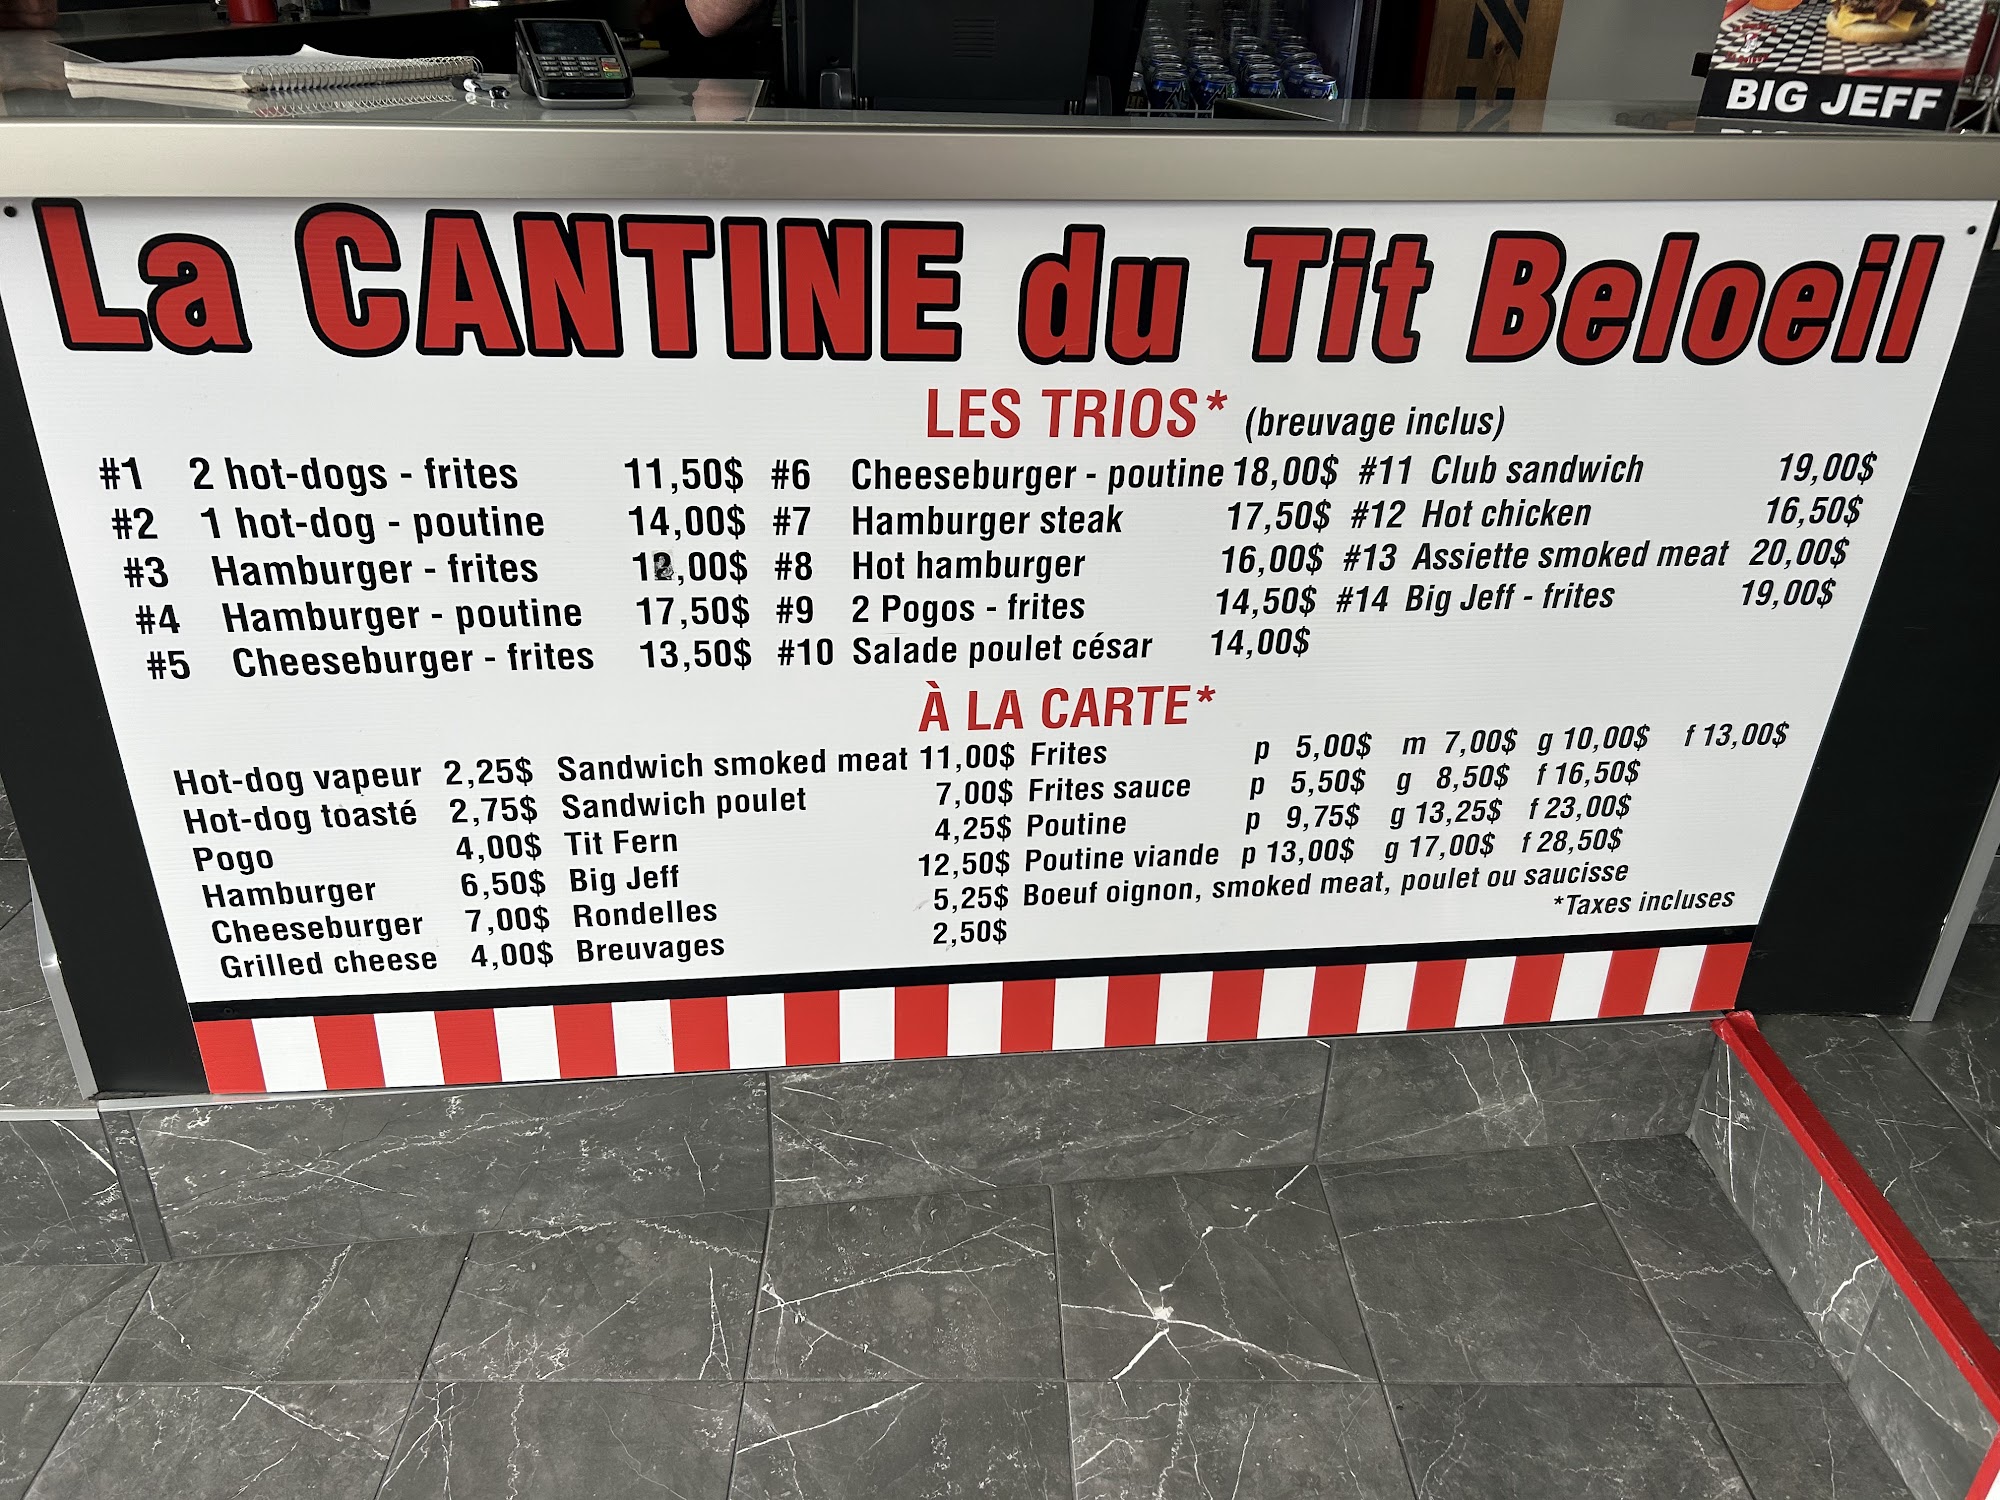 BIG JEFF
La CANTINE du Tit Beloeil
LES TRIOS* (breuvage inclus)
#1 2 hot-dogs - frites 11,50$
#2 1 hot-dog - poutine 14,00$
#3 Hamburger - frites 12,00$
#4 Hamburger - poutine 17,50$
#5 Cheeseburger - frites 13,50$
#6 Cheeseburger - poutine 18,00$
#7 Hamburger steak 17,50$
#8 Hot hamburger 16,00$
#9 2 Pogos - frites 14,50$
#10 Salade poulet césar 14,00$
#11 Club sandwich 19,00$
#12 Hot chicken 16,50$
#13 Assiette smoked meat 20,00$
#14 Big Jeff - frites 19,00$
À LA CARTE*
Hot-dog vapeur 2,25$
Hot-dog toasté 2,75$
Pogo 4,00$
Hamburger 6,50$
Cheeseburger 7,00$
Grilled cheese 4,00$
Sandwich smoked meat 11,00$
Sandwich poulet 7,00$
Tit Fern 4,25$
Big Jeff 12,50$
Rondelles 5,25$
Breuvages 2,50$
Frites p 5,00$ m 7,00$ g 10,00$ f 13,00$
Frites sauce p 5,50$ g 8,50$ f 16,50$
Poutine p 9,75$ g 13,25$ f 23,00$
Poutine viande p 13,00$ g 17,00$ f 28,50$
Boeuf oignon, smoked meat, poulet ou saucisse
*Taxes incluses